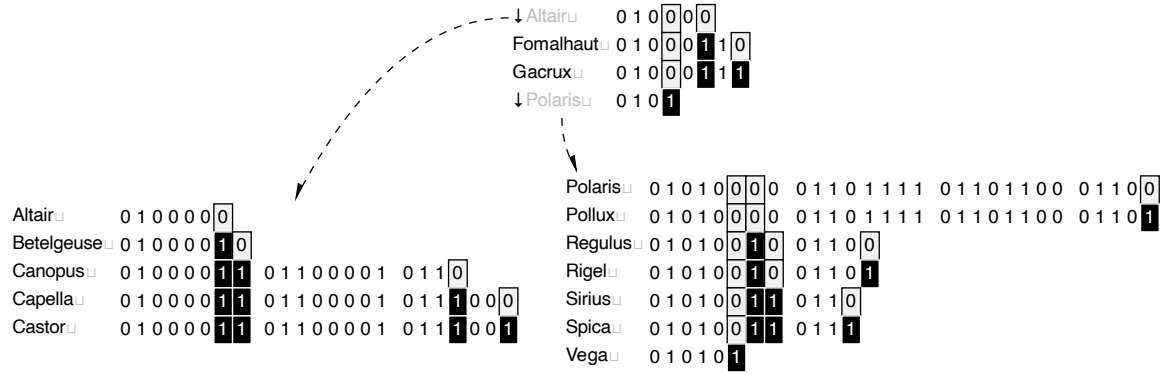 ↓Altair␣ 0 1 0 0 0 0
Fomalhaut␣ 0 1 0 0 0 1 1 0
Gacrux␣ 0 1 0 0 0 1 1 1
↓Polaris␣ 0 1 0 1
Altair␣ 0 1 0 0 0 0 0
Betelgeuse␣ 0 1 0 0 0 0 1 0
Canopus␣ 0 1 0 0 0 0 1 1 0 1 1 0 0 0 0 1 0 1 1 0
Capella␣ 0 1 0 0 0 0 1 1 0 1 1 0 0 0 0 1 0 1 1 1 0 0 0
Castor␣ 0 1 0 0 0 0 1 1 0 1 1 0 0 0 0 1 0 1 1 1 0 0 1
Polaris␣ 0 1 0 1 0 0 0 0 0 1 1 0 1 1 1 1 0 1 1 0 1 1 0 0 0 1 1 0 0
Pollux␣ 0 1 0 1 0 0 0 0 0 1 1 0 1 1 1 1 0 1 1 0 1 1 0 0 0 1 1 0 1
Regulus␣ 0 1 0 1 0 0 1 0 0 1 1 0 0
Rigel␣ 0 1 0 1 0 0 1 0 0 1 1 0 1
Sirius␣ 0 1 0 1 0 0 1 1 0 1 1 0
Spica␣ 0 1 0 1 0 0 1 1 0 1 1 1
Vega␣ 0 1 0 1 0 1